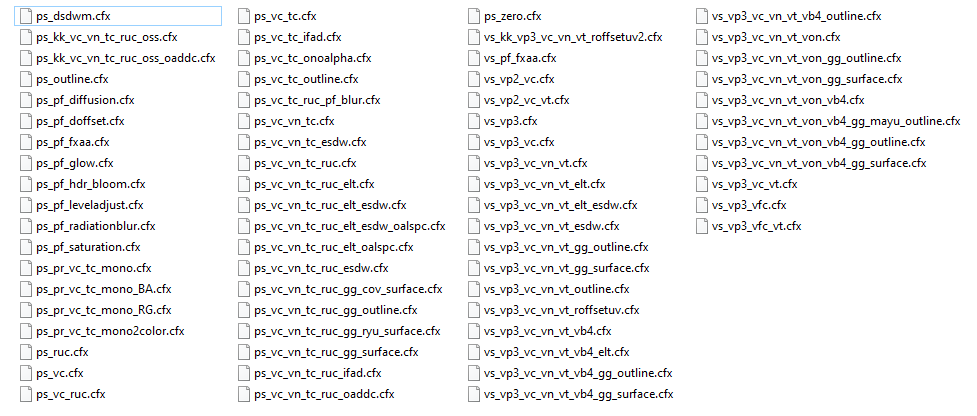 ps_dsdwm.cfx
ps_kk_vc_vn_tc_ruc_oss.cfx
ps_kk_vc_vn_tc_ruc_oss_oaddc.cfx
ps_outline.cfx
ps_pf_diffusion.cfx
ps_pf_doffset.cfx
ps_pf_fxaa.cfx
ps_pf_glow.cfx
ps_pf_hdr_bloom.cfx
ps_pf_leveladjust.cfx
ps_pf_radiationblur.cfx
ps_pf_saturation.cfx
ps_pr_vc_tc_mono.cfx
ps_pr_vc_tc_mono_BA.cfx
ps_pr_vc_tc_mono_RG.cfx
ps_pr_vc_tc_mono2color.cfx
ps_ruc.cfx
ps_vc.cfx
ps_vc_ruc.cfx
ps_vc_tc.cfx
ps_vc_tc_ifad.cfx
ps_vc_tc_onoalpha.cfx
ps_vc_tc_outline.cfx
ps_vc_tc_ruc_pf_blur.cfx
ps_vc_vn_tc.cfx
ps_vc_vn_tc_esdw.cfx
ps_vc_vn_tc_ruc.cfx
ps_vc_vn_tc_ruc_elt.cfx
ps_vc_vn_tc_ruc_elt_esdw.cfx
ps_vc_vn_tc_ruc_elt_esdw_oalspc.cfx
ps_vc_vn_tc_ruc_elt_oalspc.cfx
ps_vc_vn_tc_ruc_esdw.cfx
ps_vc_vn_tc_ruc_gg_cov_surface.cfx
ps_vc_vn_tc_ruc_gg_outline.cfx
ps_vc_vn_tc_ruc_gg_ryu_surface.cfx
ps_vc_vn_tc_ruc_gg_surface.cfx
ps_vc_vn_tc_ruc_ifad.cfx
ps_vc_vn_tc_ruc_oaddc.cfx
ps_zero.cfx
vs_kk_vp3_vc_vn_vt_roffsetuv2.cfx
vs_pf_fxaa.cfx
vs_vp2_vc.cfx
vs_vp2_vc_vt.cfx
vs_vp3.cfx
vs_vp3_vc.cfx
vs_vp3_vc_vn_vt.cfx
vs_vp3_vc_vn_vt_elt.cfx
vs_vp3_vc_vn_vt_elt_esdw.cfx
vs_vp3_vc_vn_vt_esdw.cfx
vs_vp3_vc_vn_vt_gg_outline.cfx
vs_vp3_vc_vn_vt_gg_surface.cfx
vs_vp3_vc_vn_vt_outline.cfx
vs_vp3_vc_vn_vt_roffsetuv.cfx
vs_vp3_vc_vn_vt_vb4.cfx
vs_vp3_vc_vn_vt_vb4_elt.cfx
vs_vp3_vc_vn_vt_vb4_gg_outline.cfx
vs_vp3_vc_vn_vt_vb4_gg_surface.cfx
vs_vp3_vc_vn_vt_vb4_outline.cfx
vs_vp3_vc_vn_vt_von.cfx
vs_vp3_vc_vn_vt_von_gg_outline.cfx
vs_vp3_vc_vn_vt_von_gg_surface.cfx
vs_vp3_vc_vn_vt_von_vb4.cfx
vs_vp3_vc_vn_vt_von_vb4_gg_mayu_outline.cfx
vs_vp3_vc_vn_vt_von_vb4_gg_outline.cfx
vs_vp3_vc_vn_vt_von_vb4_gg_surface.cfx
vs_vp3_vc_vt.cfx
vs_vp3_vfc.cfx
vs_vp3_vfc_vt.cfx